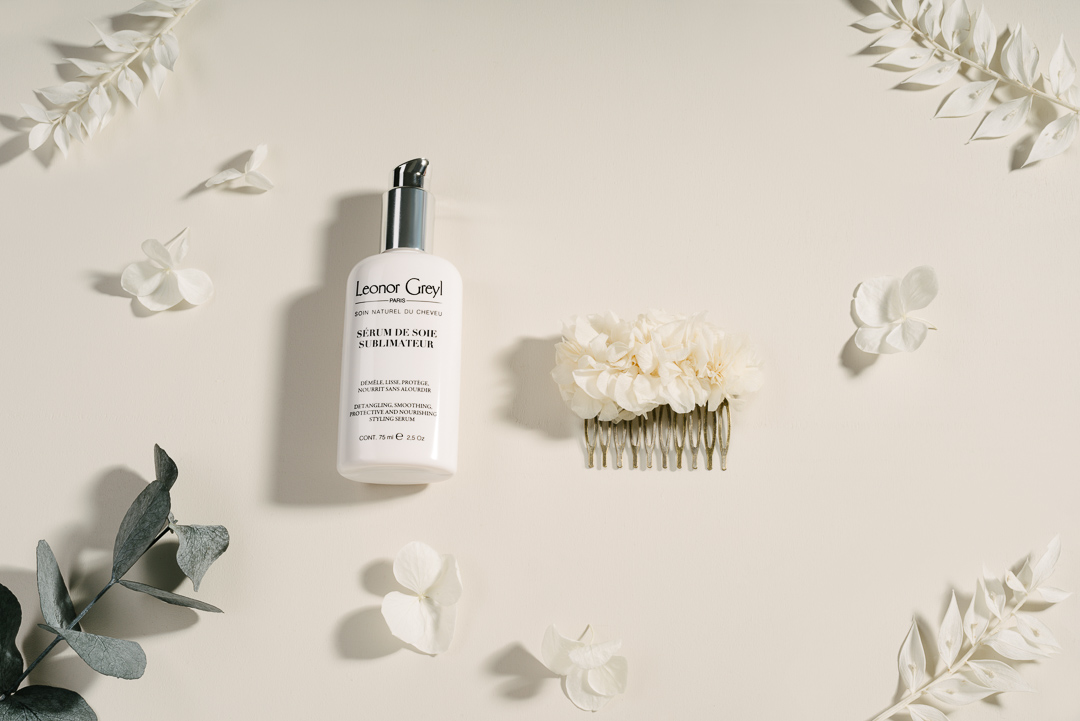 Leonor Greyl
PARIS
SOIN NATUREL DU CHEVEU
SÉRUM DE SOIE
SUBLIMATEUR
DÉMÊLE, LISSE, PROTÈGE,
NOURRIT SANS ALOURDIR
DETANGLING, SMOOTHING,
PROTECTIVE AND NOURISHING
STYLING SERUM
CONT. 75 ml ℮ 2.5 Oz